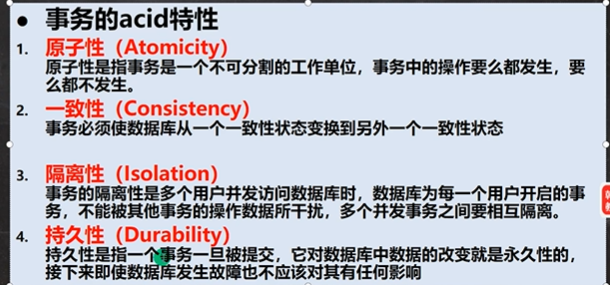 ● 事务的acid特性
1. 原子性（Atomicity）
原子性是指事务是一个不可分割的工作单位，事务中的操作要么都发生，要
么都不发生。
2. 一致性（Consistency）
事务必须使数据库从一个一致性状态变换到另外一个一致性状态
3. 隔离性（Isolation）
事务的隔离性是多个用户并发访问数据库时，数据库为每一个用户开启的事
务，不能被其他事务的操作数据所干扰，多个并发事务之间要相互隔离。
4. 持久性（Durability）
持久性是指一个事务一旦被提交，它对数据库中数据的改变就是永久性的，
接下来即使数据库发生故障也不应该对其有任何影响